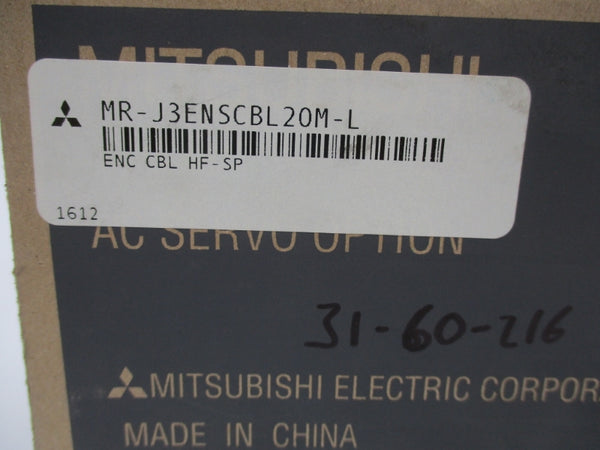 MITSUBISHI
MR-J3ENSCBL20M-L
ENC CBL HF-SP
1612
AC SERVO OPTION
31-60-216
MITSUBISHI ELECTRIC CORPOR
MADE IN CHINA